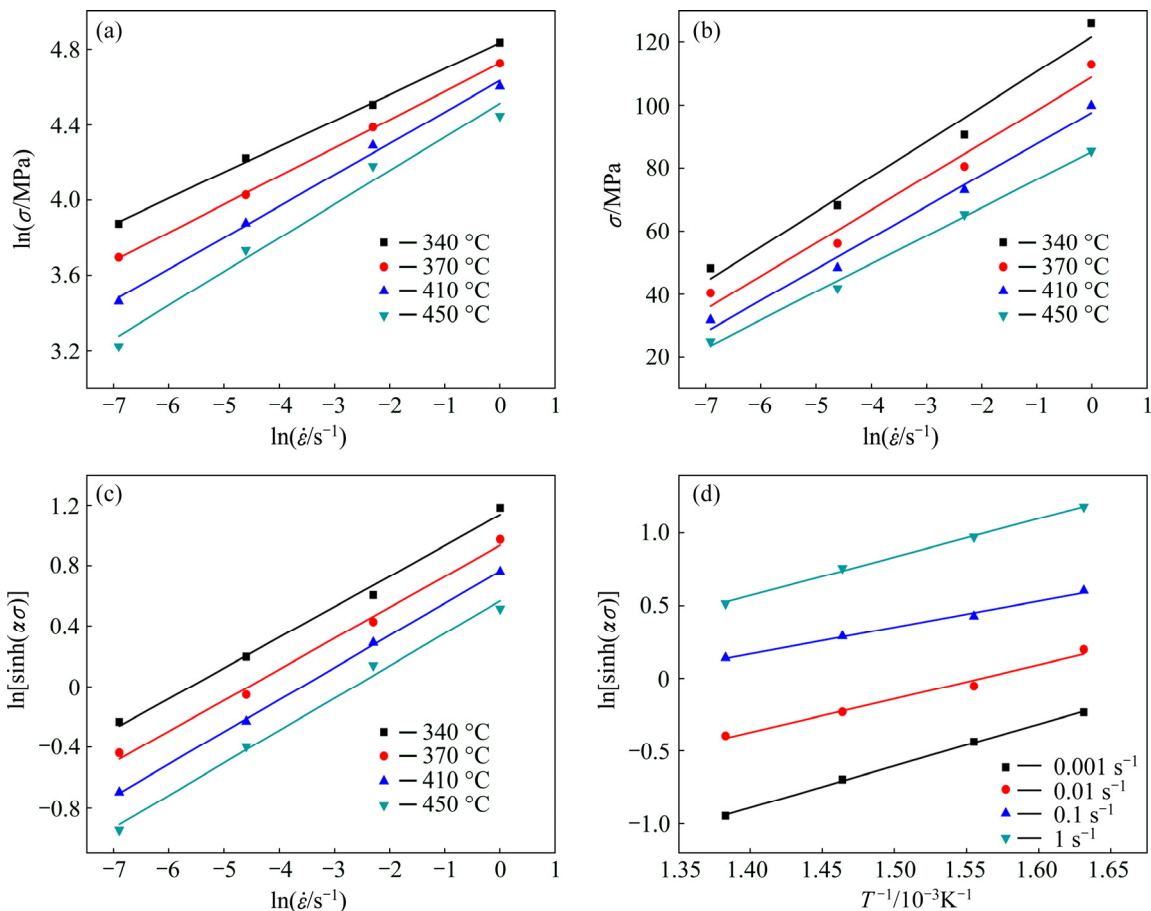 (a)
4.8
4.4
4.0
3.6
3.2
ln(σ/MPa)
340 °C
370 °C
410 °C
450 °C
−7 −6 −5 −4 −3 −2 −1 0 1
ln(ε̇/s⁻¹)
(b)
120
100
80
60
40
20
σ/MPa
340 °C
370 °C
410 °C
450 °C
−7 −6 −5 −4 −3 −2 −1 0 1
ln(ε̇/s⁻¹)
(c)
1.2
0.8
0.4
0
−0.4
−0.8
ln[sinh(ασ)]
340 °C
370 °C
410 °C
450 °C
−7 −6 −5 −4 −3 −2 −1 0 1
ln(ε̇/s⁻¹)
(d)
1.0
0.5
0
−0.5
−1.0
ln[sinh(ασ)]
0.001 s⁻¹
0.01 s⁻¹
0.1 s⁻¹
1 s⁻¹
1.35 1.40 1.45 1.50 1.55 1.60 1.65
T⁻¹/10⁻³K⁻¹